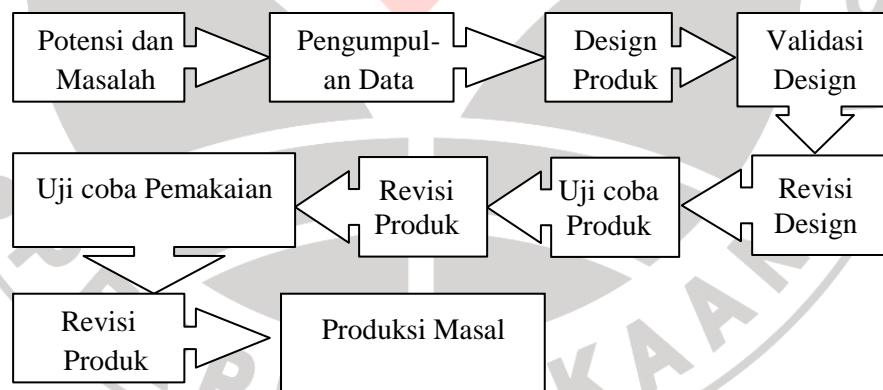 Potensi dan
Masalah
Pengumpul-
an Data
Design
Produk
Validasi
Design
Revisi
Design
Uji coba
Produk
Revisi
Produk
Uji coba Pemakaian
Revisi
Produk
Produksi Masal